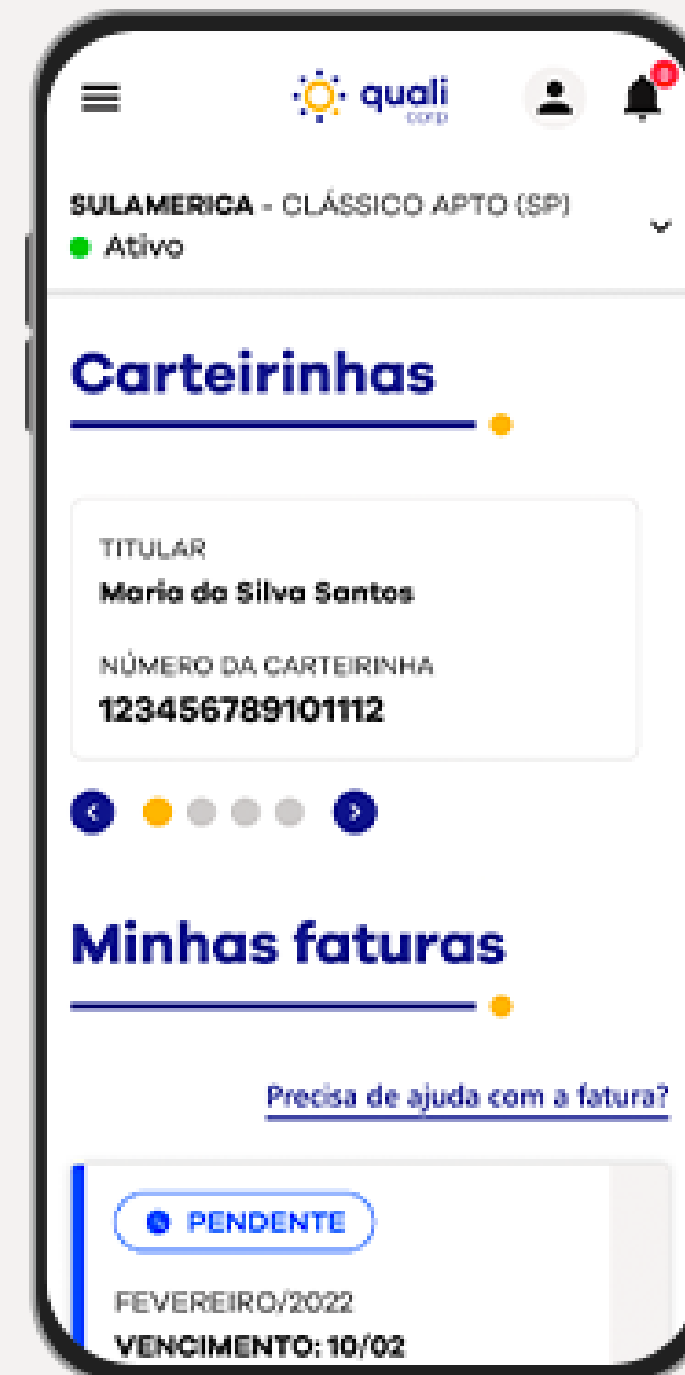 quali
corp
0
SULAMERICA - CLÁSSICO APTO (SP)
Ativo
Carteirinhas
TITULAR
Maria da Silva Santos
NÚMERO DA CARTEIRINHA
123456789101112
Minhas faturas
Precisa de ajuda com a fatura?
PENDENTE
FEVEREIRO/2022
VENCIMENTO: 10/02